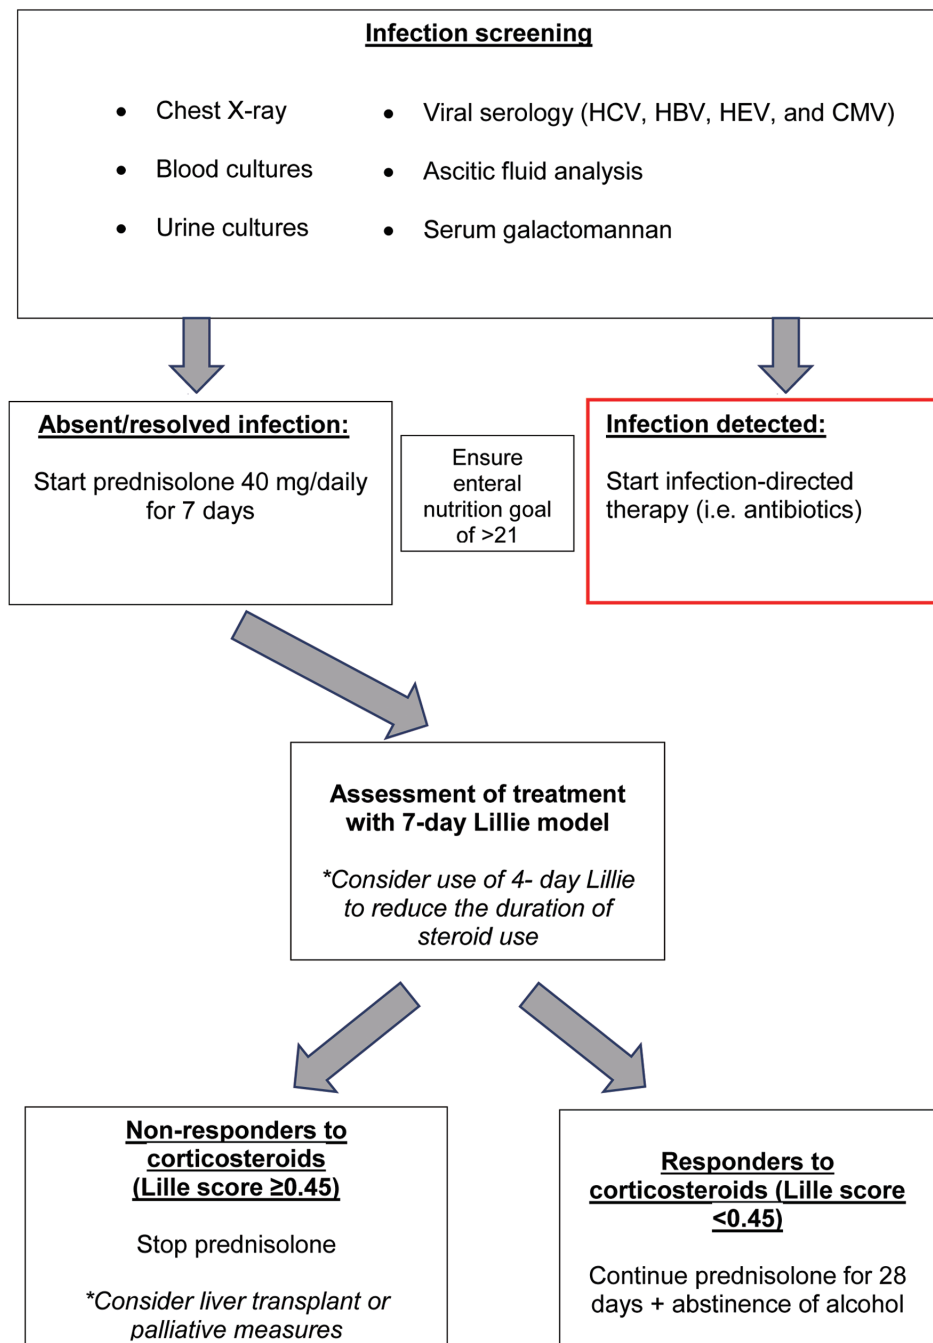 Infection screening
• Chest X-ray
• Blood cultures
• Urine cultures
• Viral serology (HCV, HBV, HEV, and CMV)
• Ascitic fluid analysis
• Serum galactomannan
Absent/resolved infection:
Start prednisolone 40 mg/daily
for 7 days
Ensure
enteral
nutrition goal
of >21
Infection detected:
Start infection-directed
therapy (i.e. antibiotics)
Assessment of treatment
with 7-day Lillie model
*Consider use of 4- day Lillie
to reduce the duration of
steroid use
Non-responders to
corticosteroids
(Lille score ≥0.45)
Stop prednisolone
*Consider liver transplant or
palliative measures
Responders to
corticosteroids (Lille score
<0.45)
Continue prednisolone for 28
days + abstinence of alcohol